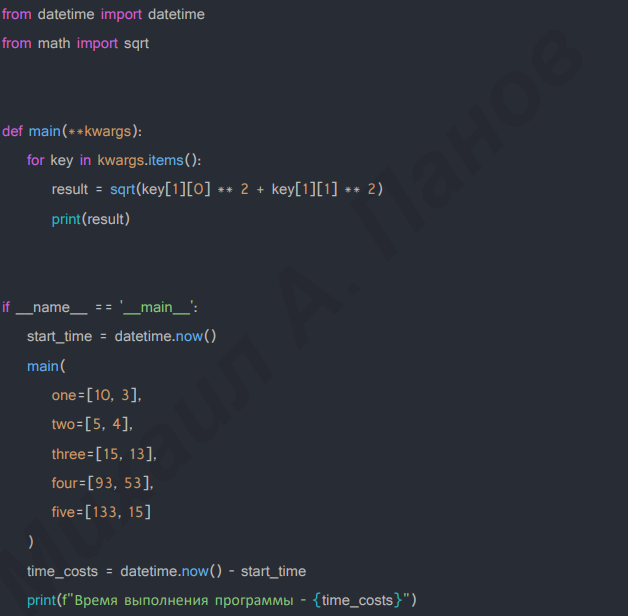 from datetime import datetime
from math import sqrt
def main(**kwargs):
    for key in kwargs.items():
        result = sqrt(key[1][0] ** 2 + key[1][1] ** 2)
        print(result)
if __name__ == '__main__':
    start_time = datetime.now()
    main(
        one=[10, 3],
        two=[5, 4],
        three=[15, 13],
        four=[93, 53],
        five=[133, 15]
    )
    time_costs = datetime.now() - start_time
    print(f"Время выполнения программы - {time_costs}")
Михаил А. Панов